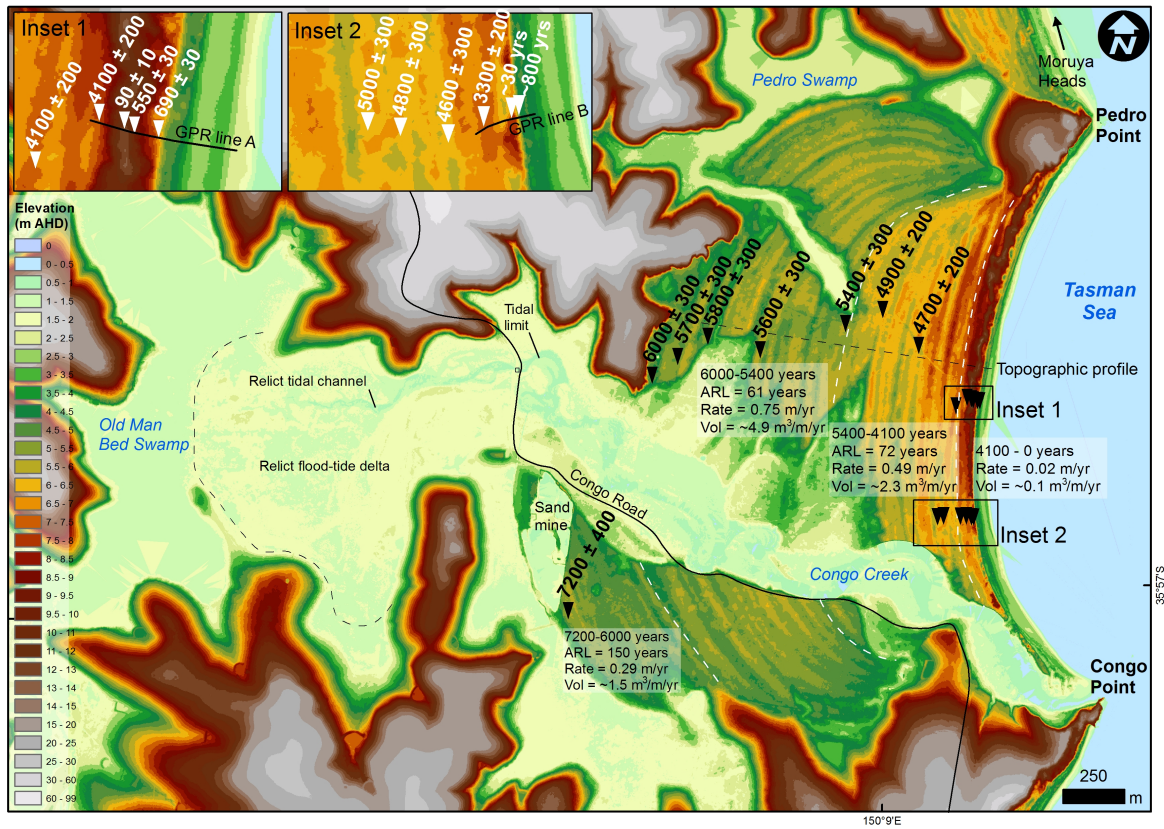 Inset 1
4100 ± 200
4100 ± 200
90 ± 10
550 ± 30
690 ± 30
GPR line A
Inset 2
5000 ± 300
4800 ± 300
4600 ± 300
3300 ± 200
~30 yrs
~800 yrs
GPR line B
N
Moruya
Heads
Pedro Swamp
Pedro
Point
Elevation
(m AHD)
0
0 - 0.5
0.5 - 1
1 - 1.5
1.5 - 2
2 - 2.5
2.5 - 3
3 - 3.5
3.5 - 4
4 - 4.5
4.5 - 5
5 - 5.5
5.5 - 6
6 - 6.5
6.5 - 7
7 - 7.5
7.5 - 8
8 - 8.5
8.5 - 9
9 - 9.5
9.5 - 10
10 - 11
11 - 12
12 - 13
13 - 14
14 - 15
15 - 20
20 - 25
25 - 30
30 - 60
60 - 99
Tasman
Sea
6000 ± 300
5700 ± 300
5800 ± 300
5600 ± 300
5400 ± 300
4900 ± 200
4700 ± 200
Tidal
limit
Topographic profile
Relict tidal channel
Old Man
Bed Swamp
Relict flood-tide delta
6000-5400 years
ARL = 61 years
Rate = 0.75 m/yr
Vol = ~4.9 m³/m/yr
Inset 1
5400-4100 years
ARL = 72 years
Rate = 0.49 m/yr
Vol = ~2.3 m³/m/yr
4100 - 0 years
Rate = 0.02 m/yr
Vol = ~0.1 m³/m/yr
Congo Road
Sand
mine
7200 ± 400
Inset 2
Congo Creek
35°57'S
7200-6000 years
ARL = 150 years
Rate = 0.29 m/yr
Vol = ~1.5 m³/m/yr
Congo
Point
250
m
150°9'E